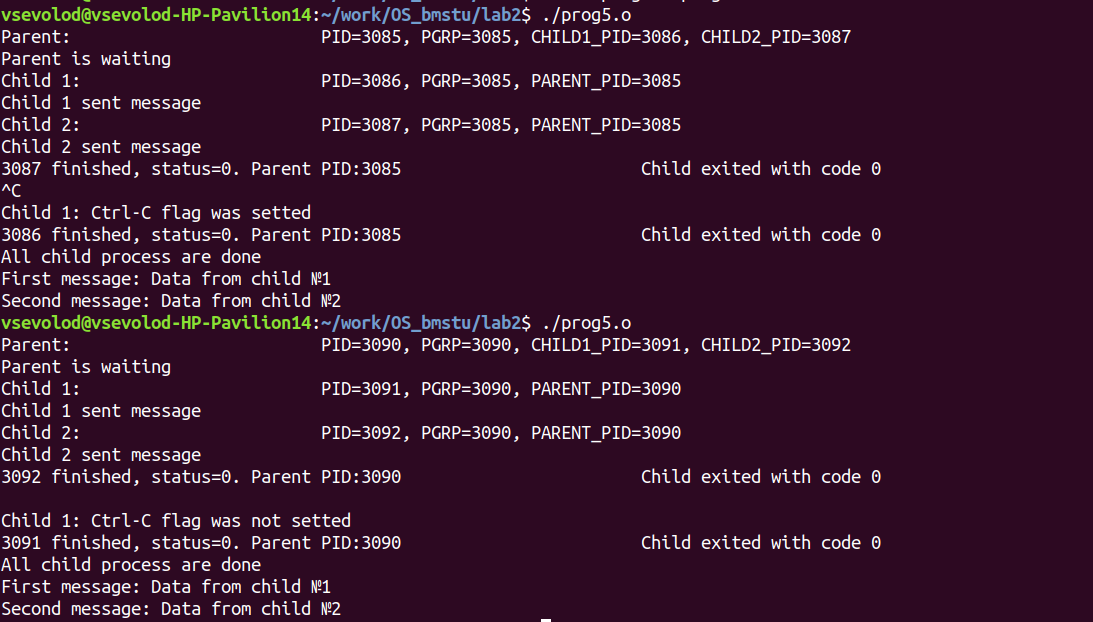 vsevolod@vsevolod-HP-Pavilion14:~/work/OS_bmstu/lab2$ ./prog5.o
Parent: PID=3085, PGRP=3085, CHILD1_PID=3086, CHILD2_PID=3087
Parent is waiting
Child 1: PID=3086, PGRP=3085, PARENT_PID=3085
Child 1 sent message
Child 2: PID=3087, PGRP=3085, PARENT_PID=3085
Child 2 sent message
3087 finished, status=0. Parent PID:3085 Child exited with code 0
^C
Child 1: Ctrl-C flag was setted
3086 finished, status=0. Parent PID:3085 Child exited with code 0
All child process are done
First message: Data from child №1
Second message: Data from child №2
vsevolod@vsevolod-HP-Pavilion14:~/work/OS_bmstu/lab2$ ./prog5.o
Parent: PID=3090, PGRP=3090, CHILD1_PID=3091, CHILD2_PID=3092
Parent is waiting
Child 1: PID=3091, PGRP=3090, PARENT_PID=3090
Child 1 sent message
Child 2: PID=3092, PGRP=3090, PARENT_PID=3090
Child 2 sent message
3092 finished, status=0. Parent PID:3090 Child exited with code 0
Child 1: Ctrl-C flag was not setted
3091 finished, status=0. Parent PID:3090 Child exited with code 0
All child process are done
First message: Data from child №1
Second message: Data from child №2